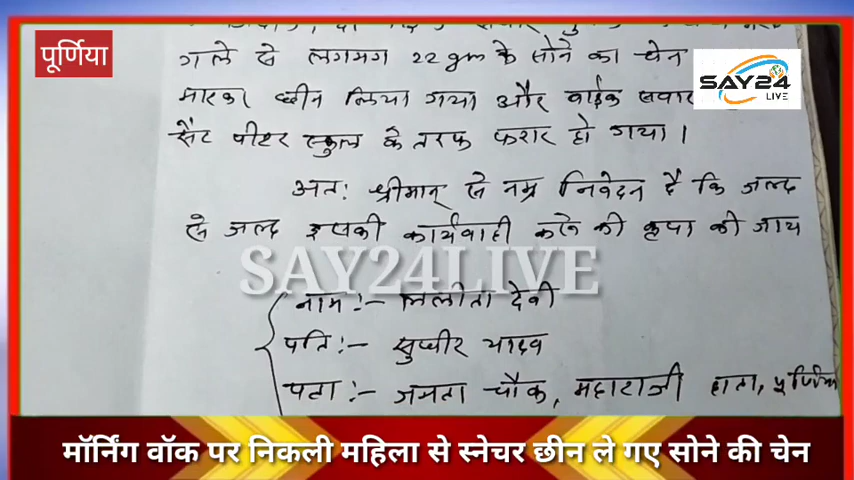 पूर्णिया
गले से लगभग 22 gm के सोने का चेन
SAY24
LIVE
मारकर छीन लिया गया और बाईक सवार
सैंट पीटर स्कुल के तरफ फरार हो गया।
अतः श्रीमान् से नम्र निवेदन है कि जल्द
से जल्द इसकी कार्यवाही करने की कृपा की जाय
SAY24LIVE
नाम :- ललीता देवी
पति :- सुधीर यादव
पता :- जनता चौक, महाराजी हाता, पूर्णिया
मॉर्निंग वॉक पर निकली महिला से स्नेचर छीन ले गए सोने की चेन